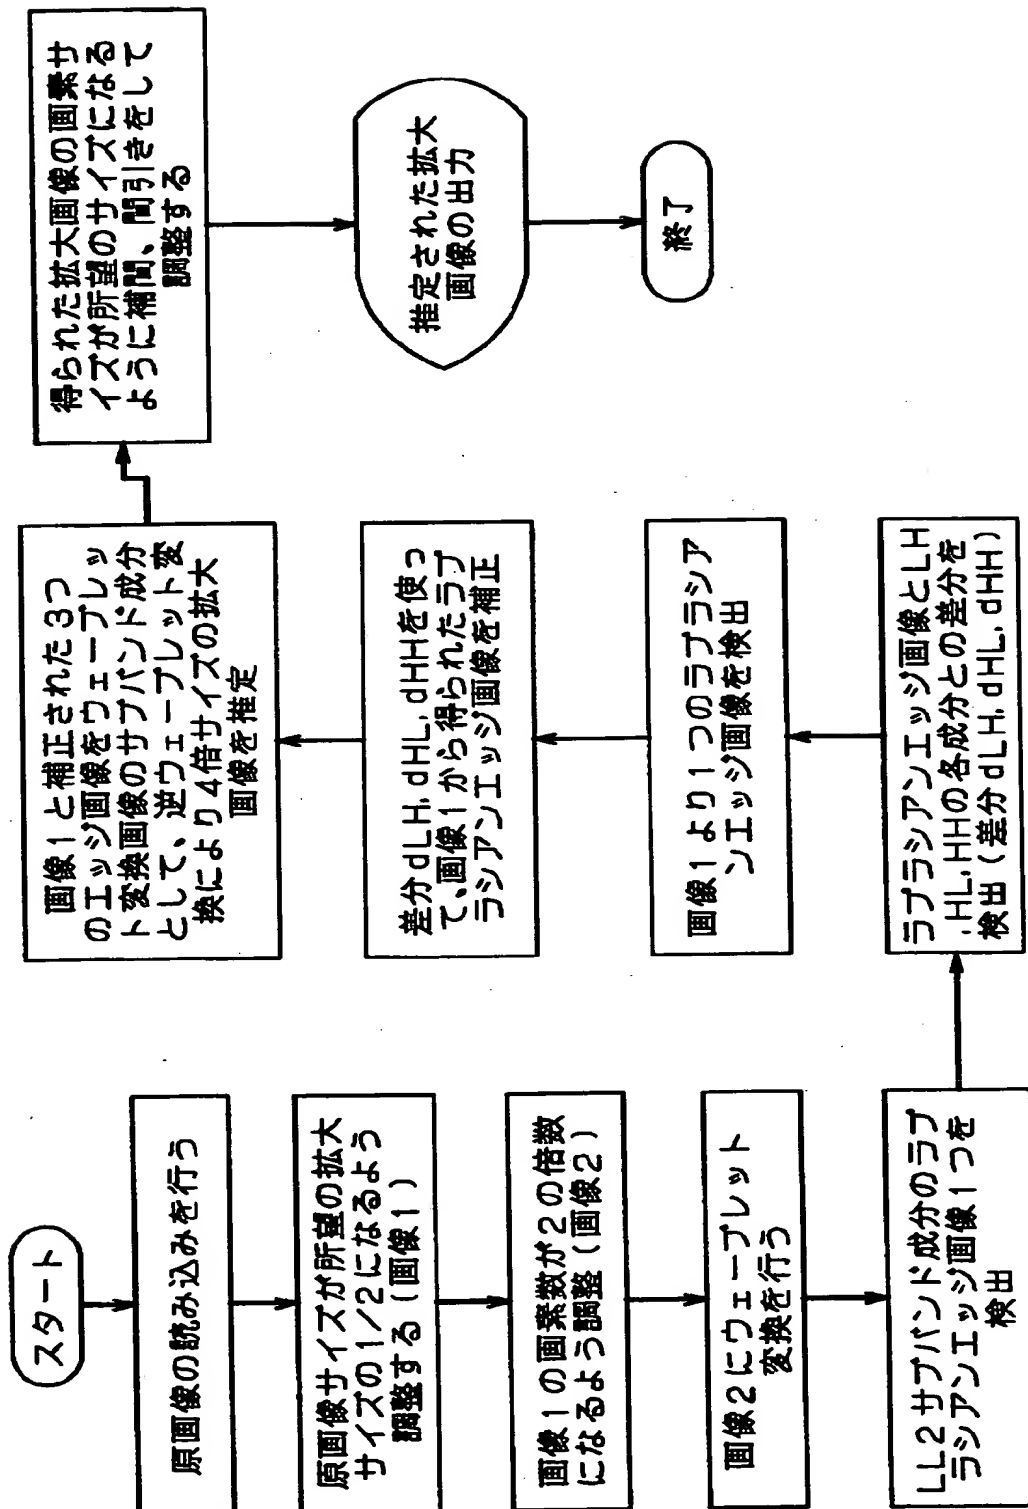 スタート
原画像の読み込みを行う
原画像サイズが所望の拡大
サイズの1/2になるよう
調整する(画像1)
画像1の画素数が2の倍数
になるよう調整(画像2)
画像2にウェーブレット
変換を行う
LL2サブバンド成分のラプ
ラシアンエッジ画像1つを
検出
ラプラシアンエッジ画像とLH
,HL,HHの各成分との差分を
検出(差分dLH,dHL,dHH)
画像1より1つのラプラシア
ンエッジ画像を検出
差分dLH,dHL,dHHを使っ
て、画像1から得られたラプ
ラシアンエッジ画像を補正
画像1と補正された3つ
のエッジ画像をウェーブレッ
ト変換画像のサブバンド成分
として、逆ウェーブレット変
換により4倍サイズの拡大
画像を推定
得られた拡大画像の画素サ
イズが所望のサイズになる
ように補間、間引きをして
調整する
推定された拡大
画像の出力
終了